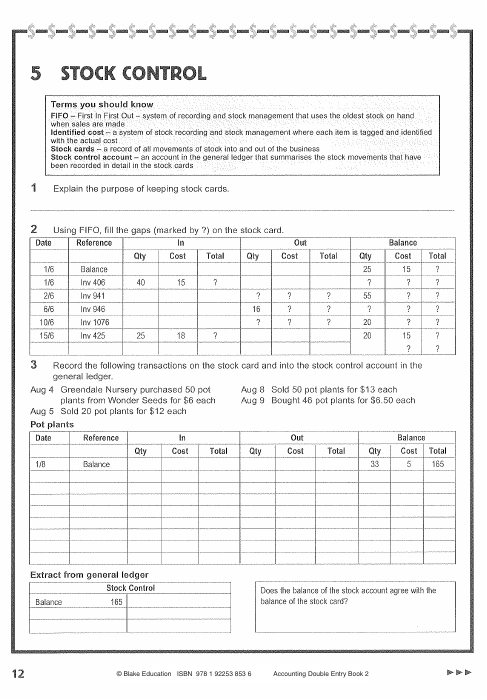 5 STOCK CONTROL
Terms you should know
FIFO – First In First Out – system of recording and stock management that uses the oldest stock on hand
when sales are made
Identified cost – a system of stock recording and stock management where each item is tagged and identified
with the actual cost
Stock cards – a record of all movements of stock into and out of the business
Stock control account – an account in the general ledger that summarises the stock movements that have
been recorded in detail in the stock cards
1 Explain the purpose of keeping stock cards.
2 Using FIFO, fill the gaps (marked by ?) on the stock card.
Date Reference In Out Balance
Qty Cost Total Qty Cost Total Qty Cost Total
1/6 Balance 25 15 ?
1/6 Inv 406 40 15 ? ? ? ?
2/6 Inv 941 ? ? ? 55 ? ?
6/6 Inv 946 16 ? ? ? ? ?
10/6 Inv 1076 ? ? ? 20 ? ?
15/6 Inv 425 25 18 ? 20 15 ?
? ?
3 Record the following transactions on the stock card and into the stock control account in the
general ledger.
Aug 4 Greendale Nursery purchased 50 pot
plants from Wonder Seeds for $6 each
Aug 5 Sold 20 pot plants for $12 each
Aug 8 Sold 50 pot plants for $13 each
Aug 9 Bought 46 pot plants for $6.50 each
Pot plants
Date Reference In Out Balance
Qty Cost Total Qty Cost Total Qty Cost Total
1/8 Balance 33 5 165
Extract from general ledger
Stock Control
Balance 165
Does the balance of the stock account agree with the
balance of the stock card?
12 © Blake Education ISBN 978 1 92253 853 6 Accounting Double Entry Book 2